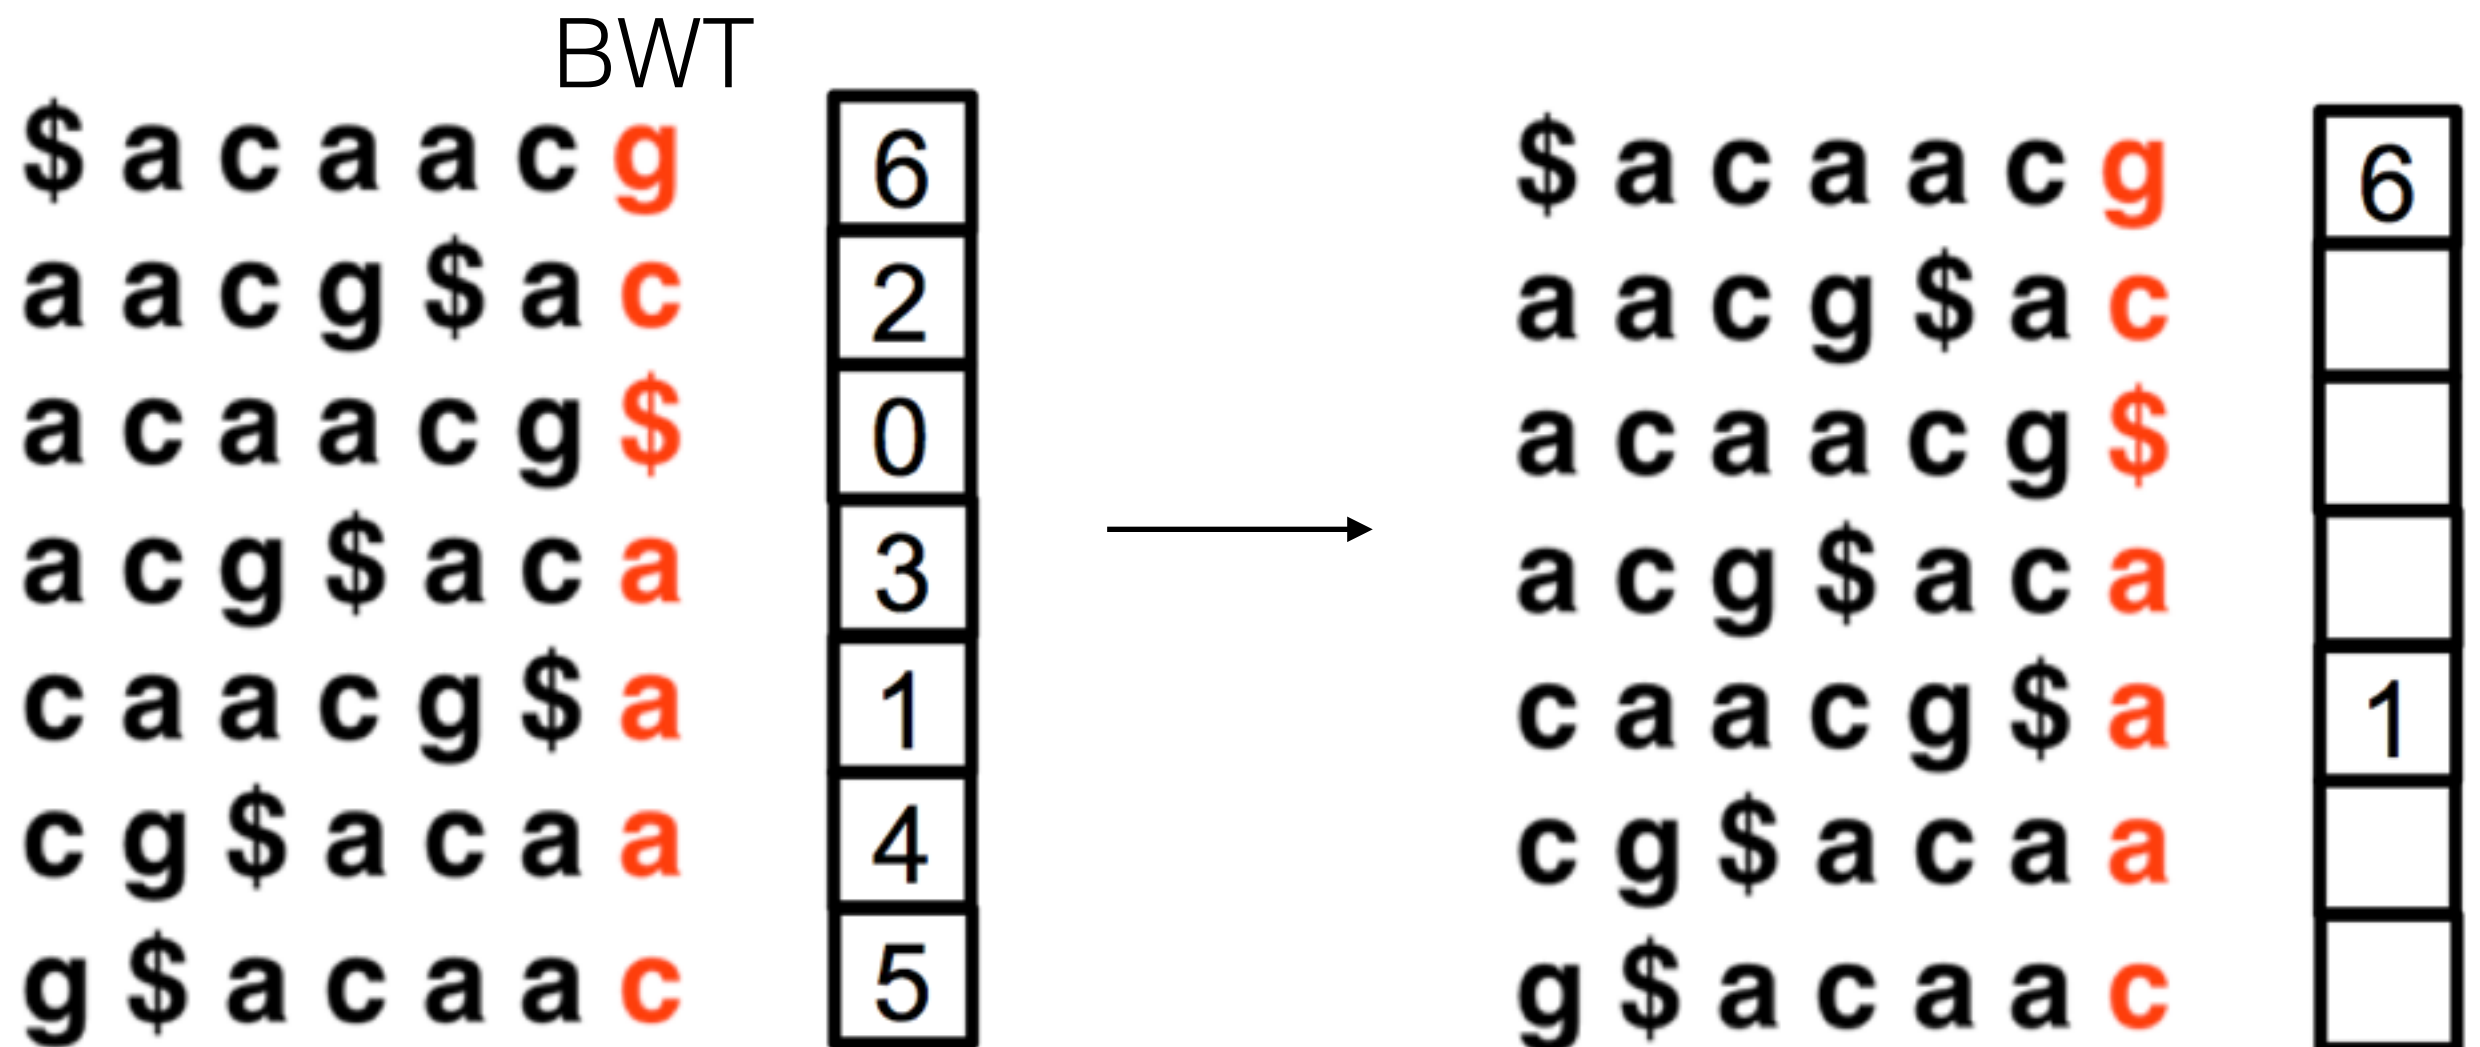 BWT
$ a c a a c g 6
a a c g $ a c 2
a c a a c g $ 0
a c g $ a c a 3
c a a c g $ a 1
c g $ a c a a 4
g $ a c a a c 5
$ a c a a c g 6
a a c g $ a c
a c a a c g $
a c g $ a c a
c a a c g $ a 1
c g $ a c a a
g $ a c a a c